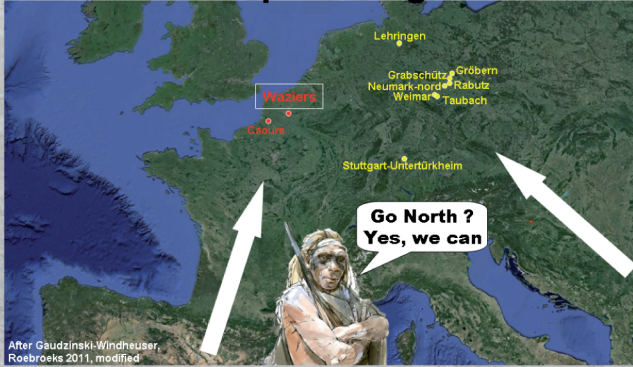 Lehringen
Gröbern
Grabschütz
Neumark-nord
Rabutz
Weimar
Taubach
Waziers
Caours
Stuttgart-Untertürkheim
Go North ?
Yes, we can
After Gaudzinski-Windheuser,
Roebroeks 2011, modified